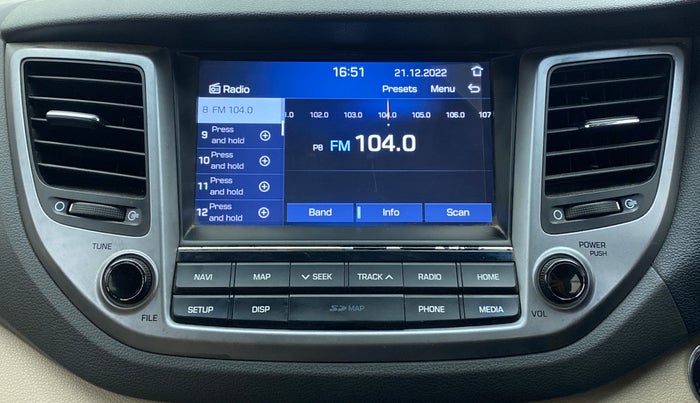 16:51 21.12.2022
Radio Presets Menu
8 FM 104.0
102.0 103.0 104.0 105.0 106.0 107
9 Press and hold
P8 FM 104.0
10 Press and hold
11 Press and hold
12 Press and hold
Band Info Scan
TUNE
POWER PUSH
NAVI MAP SEEK TRACK RADIO HOME
SETUP DISP SD MAP PHONE MEDIA
FILE
VOL